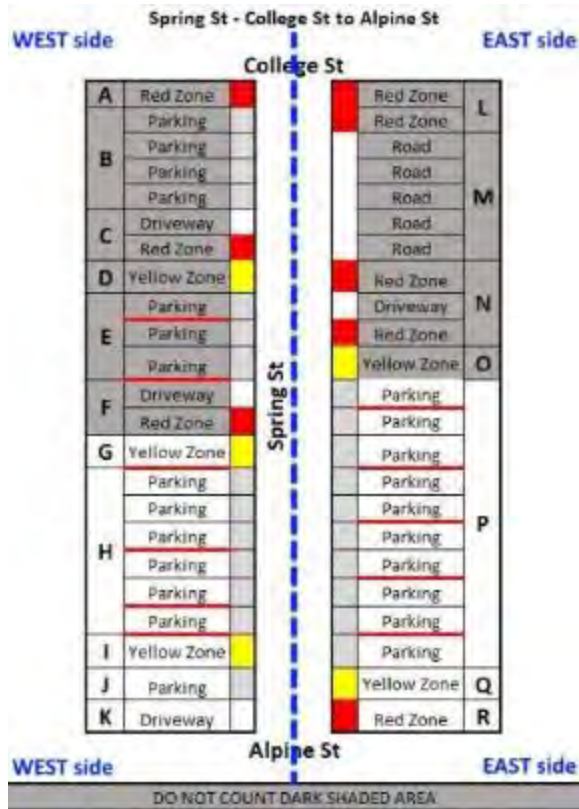 Spring St - College St to Alpine St
WEST side
EAST side
College St
A Red Zone
B Parking
Parking
Parking
Parking
C Driveway
Red Zone
D Yellow Zone
E Parking
Parking
Parking
F Driveway
Red Zone
G Yellow Zone
H Parking
Parking
Parking
Parking
Parking
Parking
I Yellow Zone
J Parking
K Driveway
Spring St
Red Zone L
Red Zone
Road M
Road
Road
Road
Road
Red Zone N
Driveway
Red Zone
Yellow Zone O
Parking P
Parking
Parking
Parking
Parking
Parking
Parking
Parking
Parking
Parking
Yellow Zone Q
Red Zone R
Alpine St
WEST side
EAST side
DO NOT COUNT DARK SHADED AREA